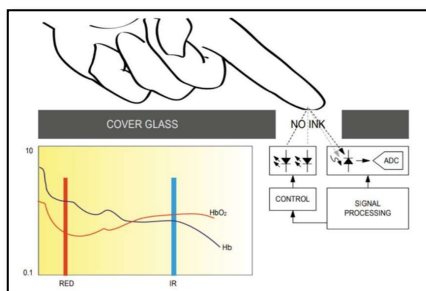 COVER GLASS
NO INK
ADC
CONTROL
SIGNAL
PROCESSING
10
HbO₂
Hb
0.1
RED
IR